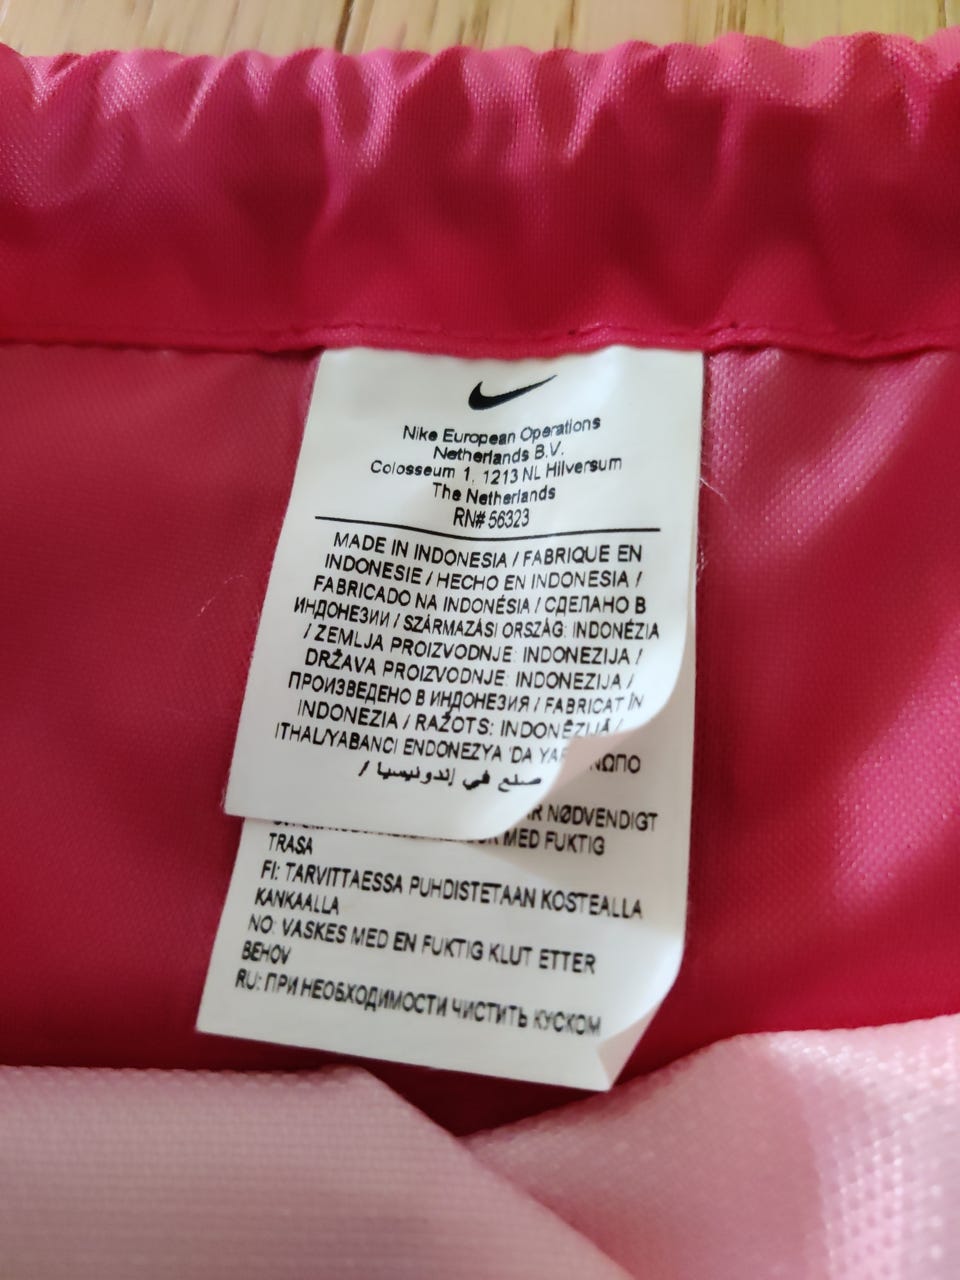 Nike European Operations
Netherlands B.V.
Colosseum 1, 1213 NL Hilversum
The Netherlands
RN# 56323
MADE IN INDONESIA / FABRIQUE EN
INDONESIE / HECHO EN INDONESIA /
FABRICADO NA INDONÉSIA / СДЕЛАНО В
ИНДОНЕЗИИ / SZÁRMAZÁSI ORSZÁG: INDONÉZIA
/ ZEMLJA PROIZVODNJE: INDONEZIJA /
DRŽAVA PROIZVODNJE: INDONEZIJA /
ПРОИЗВЕДЕНО В ИНДОНЕЗИЯ / FABRICAT ÎN
INDONEZIA / RAŽOTS: INDONĒZIJĀ /
ITHAL/YABANCI ENDONEZYA 'DA
صنع في إندونيسيا /
NØDVENDIGT
MED FUKTIG
TRASA
FI: TARVITTAESSA PUHDISTETAAN KOSTEALLA
KANKAALLA
NO: VASKES MED EN FUKTIG KLUT ETTER
BEHOV
RU: ПРИ НЕОБХОДИМОСТИ ЧИСТИТЬ КУСКОМ